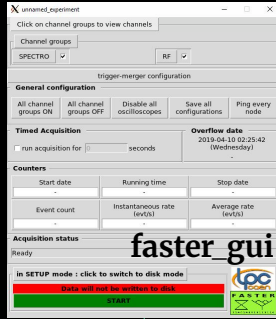 unnamed_experiment
Click on channel groups to view channels
Channel groups
SPECTRO RF
trigger-merger configuration
General configuration
All channel groups ON All channel groups OFF Disable all oscilloscopes Save all configurations Ping every node
Timed Acquisition Overflow date
2019-04-10 02:25:42
(Wednesday)
-
run acquisition for 0 seconds
Counters
Start date Running time Stop date
- - -
Event count Instantaneous rate (evt/s) Average rate (evt/s)
- - -
Acquisition status
Ready
faster_gui
in SETUP mode : click to switch to disk mode
Data will not be written to disk
START
lpc
caen
FASTER